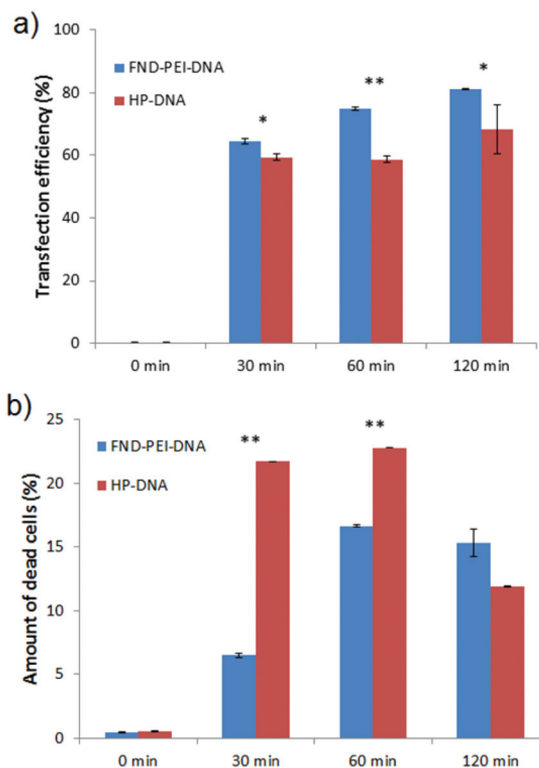 a)
Transfection efficiency (%)
100
80
60
40
20
0
FND-PEI-DNA
HP-DNA
*
**
*
0 min 30 min 60 min 120 min
b)
Amount of dead cells (%)
25
20
15
10
5
0
FND-PEI-DNA
HP-DNA
**
**
0 min 30 min 60 min 120 min